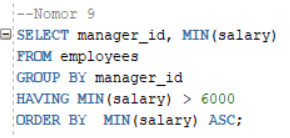 --Nomor 9
SELECT manager_id, MIN(salary)
FROM employees
GROUP BY manager_id
HAVING MIN(salary) > 6000
ORDER BY MIN(salary) ASC;